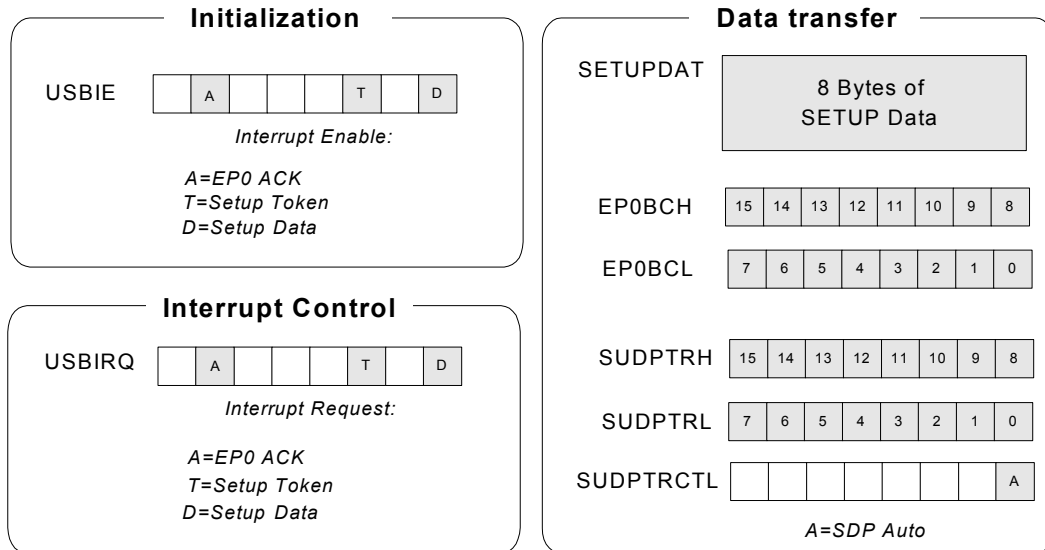 Initialization
USBIE
A T D
Interrupt Enable:
A=EP0 ACK
T=Setup Token
D=Setup Data
Interrupt Control
USBIRQ
A T D
Interrupt Request:
A=EP0 ACK
T=Setup Token
D=Setup Data
Data transfer
SETUPDAT
8 Bytes of
SETUP Data
EP0BCH
15 14 13 12 11 10 9 8
EP0BCL
7 6 5 4 3 2 1 0
SUDPTRH
15 14 13 12 11 10 9 8
SUDPTRL
7 6 5 4 3 2 1 0
SUDPTRCTL
A
A=SDP Auto